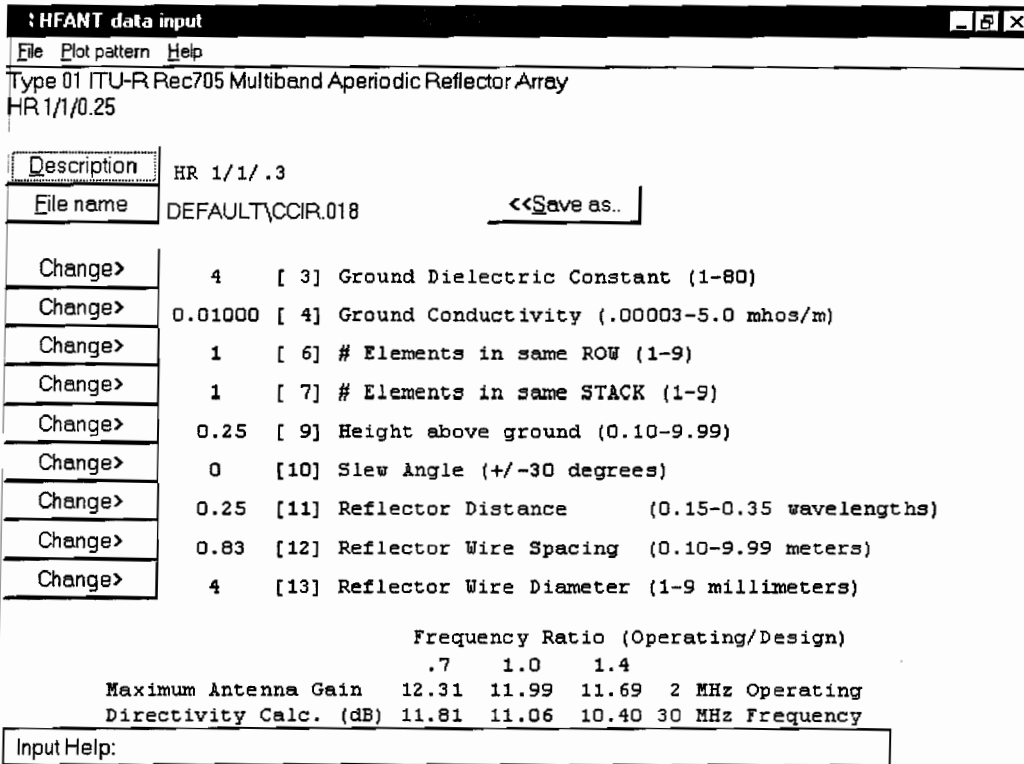 HFANT data input
File Plot pattern Help
Type 01 ITU-R Rec705 Multiband Aperiodic Reflector Array
HR 1/1/0.25
Description HR 1/1/ .3
File name DEFAULT\CCIR.018 <<Save as..
Change> 4 [ 3] Ground Dielectric Constant (1-80)
Change> 0.01000 [ 4] Ground Conductivity (.00003-5.0 mhos/m)
Change> 1 [ 6] # Elements in same ROW (1-9)
Change> 1 [ 7] # Elements in same STACK (1-9)
Change> 0.25 [ 9] Height above ground (0.10-9.99)
Change> 0 [10] Slew Angle (+/-30 degrees)
Change> 0.25 [11] Reflector Distance (0.15-0.35 wavelengths)
Change> 0.83 [12] Reflector Wire Spacing (0.10-9.99 meters)
Change> 4 [13] Reflector Wire Diameter (1-9 millimeters)
Frequency Ratio (Operating/Design)
.7 1.0 1.4
Maximum Antenna Gain 12.31 11.99 11.69 2 MHz Operating
Directivity Calc. (dB) 11.81 11.06 10.40 30 MHz Frequency
Input Help: